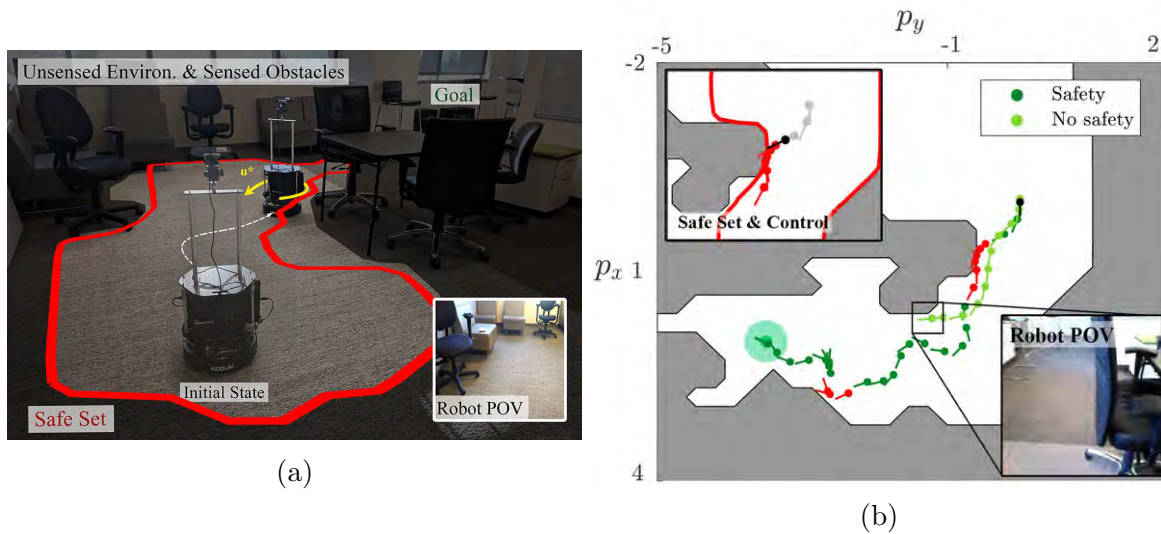 Unsensed Environ. & Sensed Obstacles
Goal
u*
Kobuki
Initial State
Safe Set
Robot POV
(a)
p_y
-5
-1
2
-2
Safety
No safety
Safe Set & Control
p_x
1
Robot POV
4
(b)